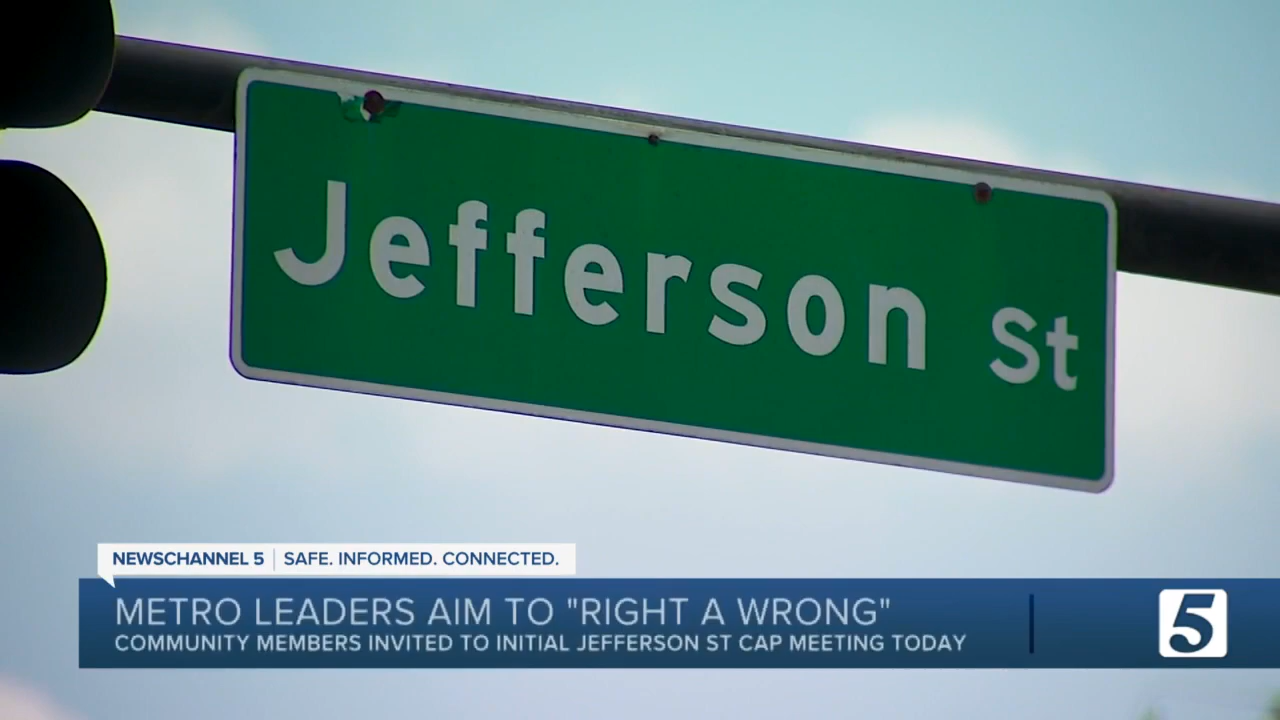 Jefferson St
NEWSCHANNEL 5 | SAFE. INFORMED. CONNECTED.
METRO LEADERS AIM TO "RIGHT A WRONG"
COMMUNITY MEMBERS INVITED TO INITIAL JEFFERSON ST CAP MEETING TODAY
5